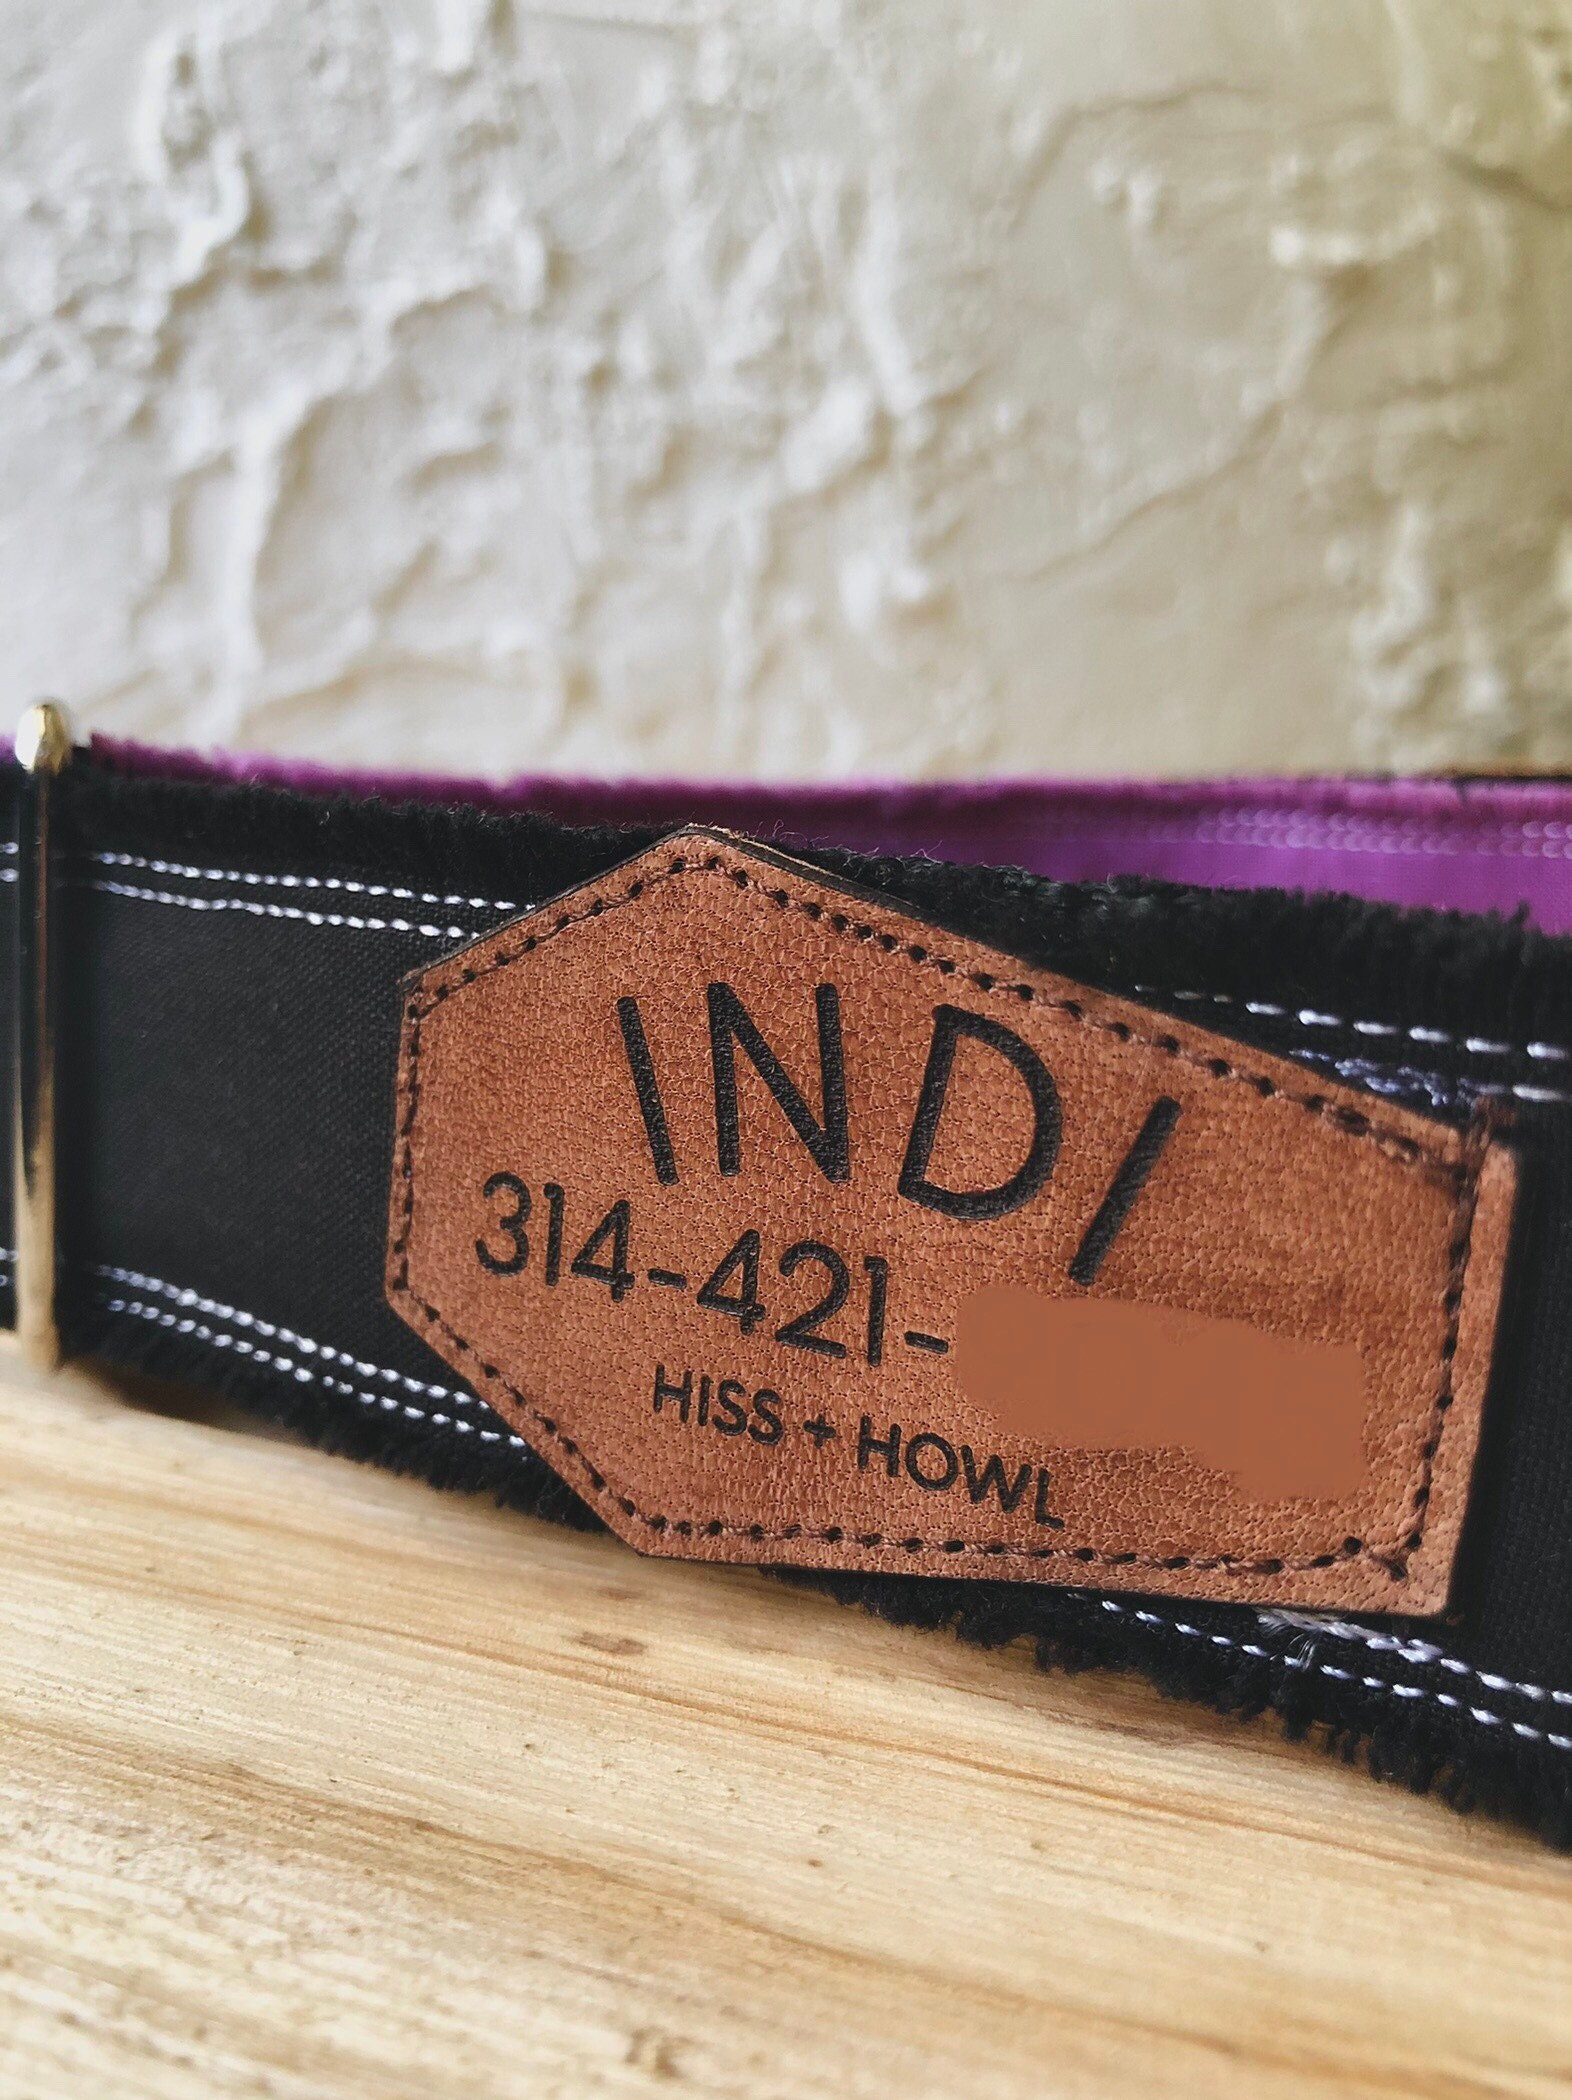 INDI
314-421-
HISS + HOWL